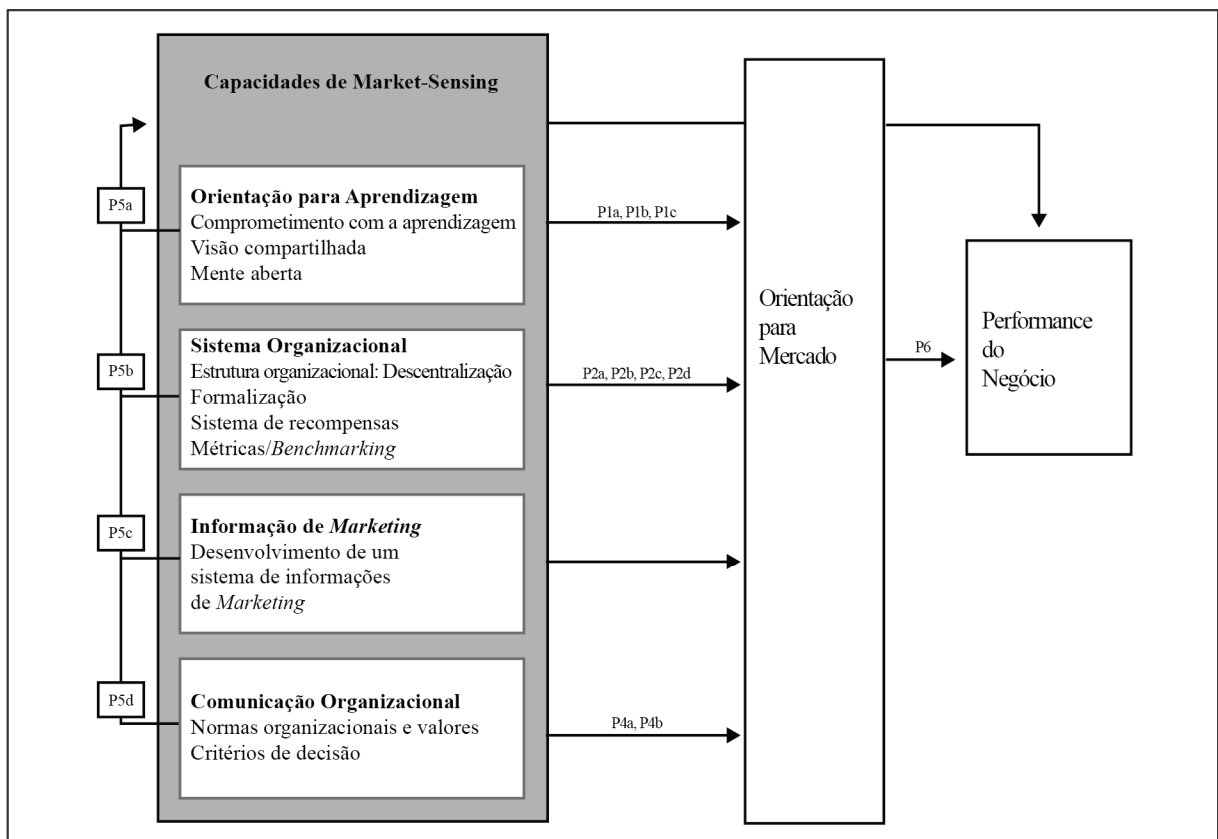 Capacidades de Market-Sensing
P5a
Orientação para Aprendizagem
Comprometimento com a aprendizagem
Visão compartilhada
Mente aberta
P1a, P1b, P1c
P5b
Sistema Organizacional
Estrutura organizacional: Descentralização
Formalização
Sistema de recompensas
Métricas/Benchmarking
P2a, P2b, P2c, P2d
P5c
Informação de Marketing
Desenvolvimento de um
sistema de informações
de Marketing
P5d
Comunicação Organizacional
Normas organizacionais e valores
Critérios de decisão
P4a, P4b
Orientação
para
Mercado
P6
Performance
do
Negócio